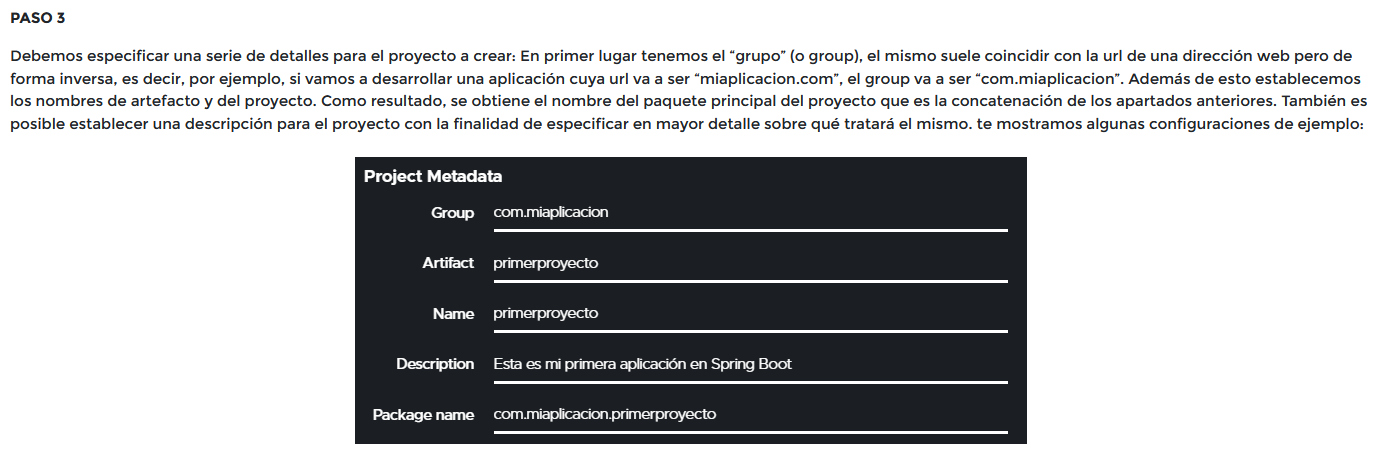 PASO 3
Debemos especificar una serie de detalles para el proyecto a crear: En primer lugar tenemos el “grupo” (o group), el mismo suele coincidir con la url de una dirección web pero de
forma inversa, es decir, por ejemplo, si vamos a desarrollar una aplicación cuya url va a ser “miaplicacion.com”, el group va a ser “com.miaplicacion”. Además de esto establecemos
los nombres de artefacto y del proyecto. Como resultado, se obtiene el nombre del paquete principal del proyecto que es la concatenación de los apartados anteriores. También es
posible establecer una descripción para el proyecto con la finalidad de especificar en mayor detalle sobre qué tratará el mismo. te mostramos algunas configuraciones de ejemplo:
Project Metadata
Group com.miaplicacion
Artifact primerproyecto
Name primerproyecto
Description Esta es mi primera aplicación en Spring Boot
Package name com.miaplicacion.primerproyecto